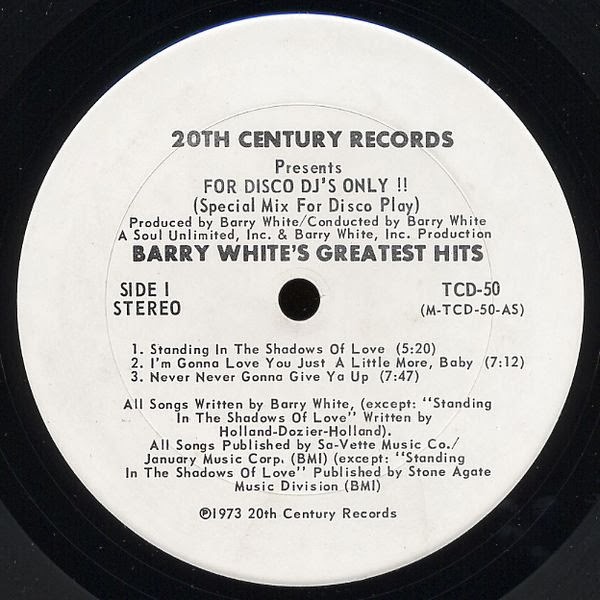 20TH CENTURY RECORDS
Presents
FOR DISCO DJ'S ONLY !!
(Special Mix For Disco Play)
Produced by Barry White/Conducted by Barry White
A Soul Unlimited, Inc. & Barry White, Inc. Production
BARRY WHITE'S GREATEST HITS
SIDE I
STEREO
TCD-50
(M-TCD-50-AS)
1. Standing In The Shadows Of Love (5:20)
2. I'm Gonna Love You Just A Little More, Baby (7:12)
3. Never Never Gonna Give Ya Up (7:47)
All Songs Written by Barry White, (except: "Standing
In The Shadows Of Love" Written by
Holland-Dozier-Holland).
All Songs Published by Sa-Vette Music Co./
January Music Corp. (BMI) (except: "Standing
In The Shadows Of Love" Published by Stone Agate
Music Division (BMI)
℗1973 20th Century Records